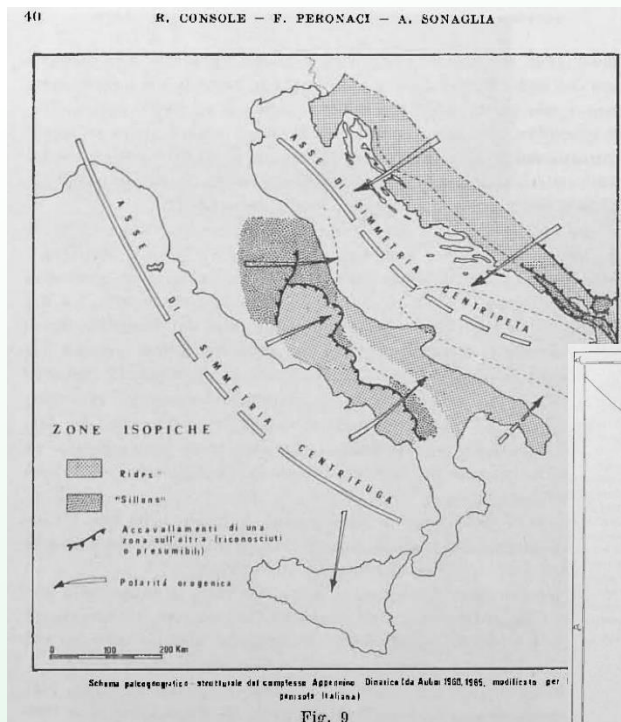 40 R. CONSOLE – F. PERONACI – A. SONAGLIA
ASSE DI SIMMETRIA CENTRIPETA
ASSE DI SIMMETRIA CENTRIFUGA
ZONE ISOPICHE
Rides"
"Sillons"
Accavallamenti di una
zona sull'altra (riconosciuti
o presumibili)
Polaritá orogenica
0 100 200 Km
Schema paleogeografico-strutturale del complesso Appennino Dinarico (da Aubouin 1960, 1965, modificato per l
penisola Italiana)
Fig. 9